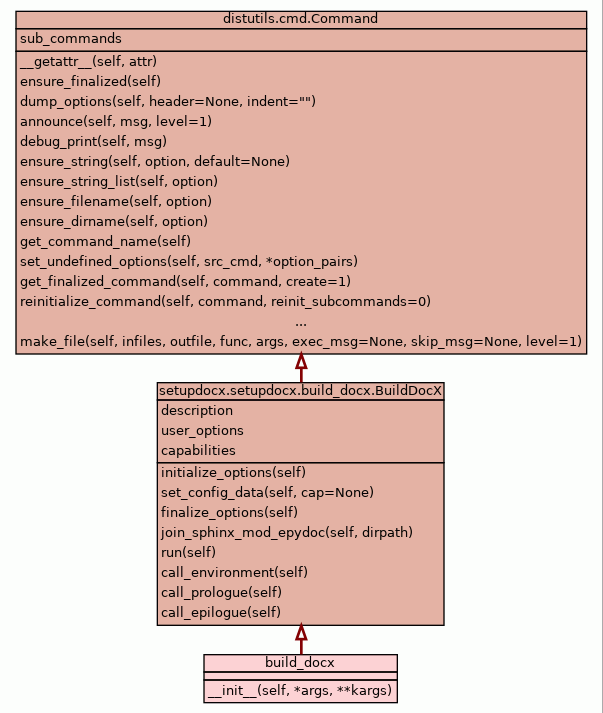 distutils.cmd.Command
sub_commands
__getattr__(self, attr)
ensure_finalized(self)
dump_options(self, header=None, indent="")
announce(self, msg, level=1)
debug_print(self, msg)
ensure_string(self, option, default=None)
ensure_string_list(self, option)
ensure_filename(self, option)
ensure_dirname(self, option)
get_command_name(self)
set_undefined_options(self, src_cmd, *option_pairs)
get_finalized_command(self, command, create=1)
reinitialize_command(self, command, reinit_subcommands=0)
...
make_file(self, infiles, outfile, func, args, exec_msg=None, skip_msg=None, level=1)
setupdocx.setupdocx.build_docx.BuildDocX
description
user_options
capabilities
initialize_options(self)
set_config_data(self, cap=None)
finalize_options(self)
join_sphinx_mod_epydoc(self, dirpath)
run(self)
call_environment(self)
call_prologue(self)
call_epilogue(self)
build_docx
__init__(self, *args, **kargs)